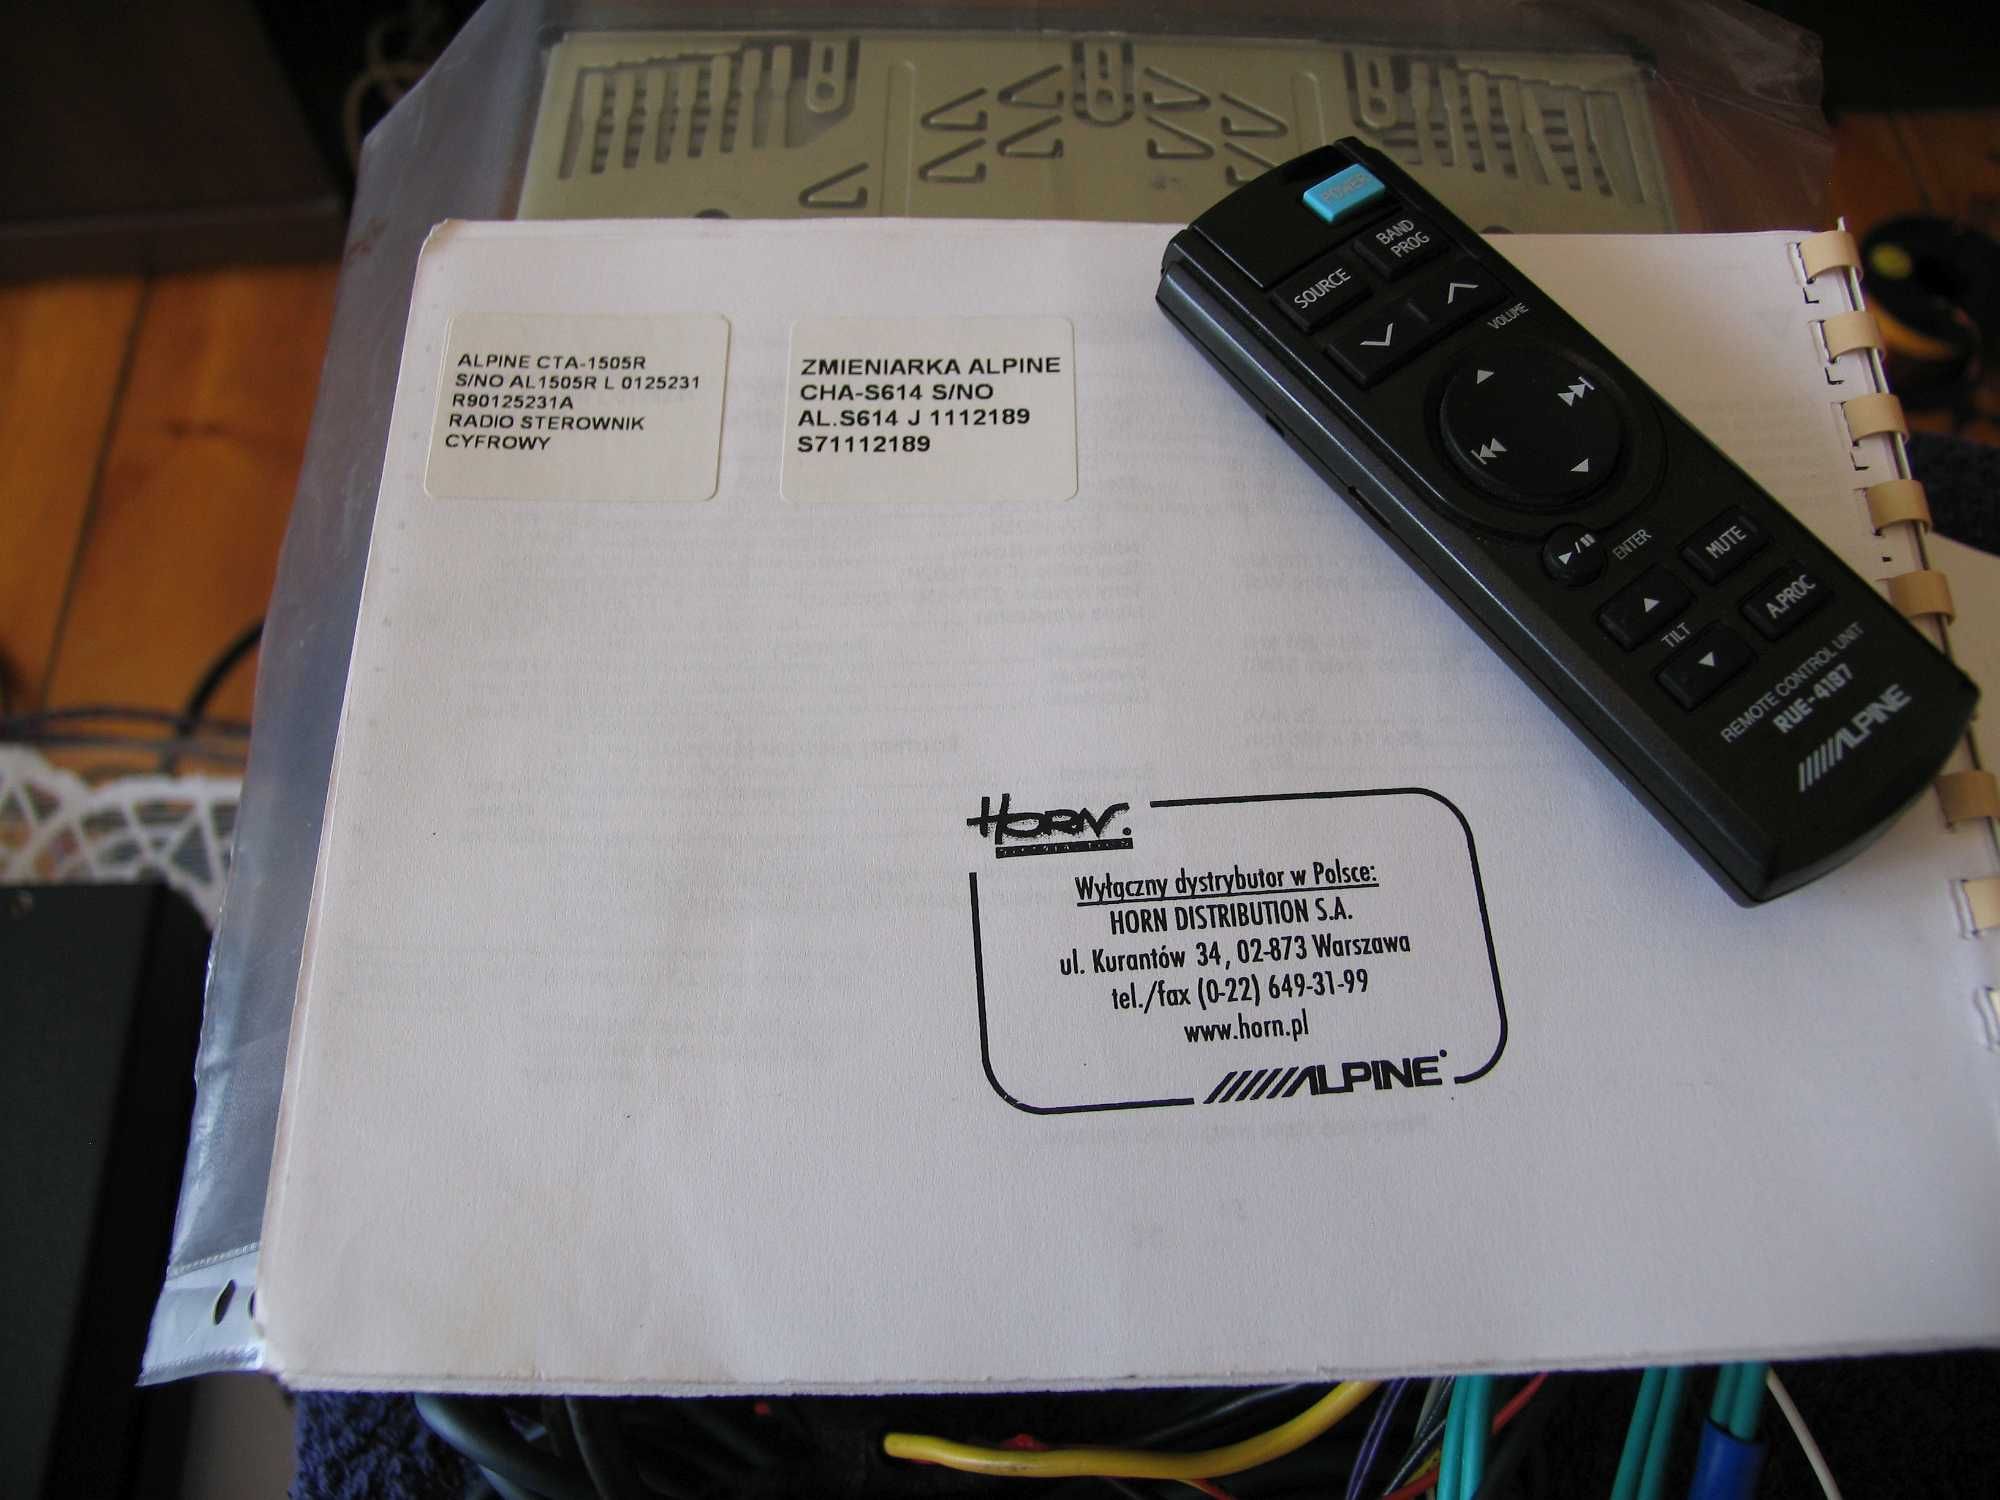 ALPINE CTA-1505R
S/NO AL1505R L 0125231
R90125231A
RADIO STEROWNIK
CYFROWY
ZMIENIARKA ALPINE
CHA-S614 S/NO
AL.S614 J 1112189
S71112189
POWER
BAND
PROG
SOURCE
VOLUME
ENTER
MUTE
A.PROC
TILT
REMOTE CONTROL UNIT
RUE-4187
ALPINE
HORN.
Wyłączny dystrybutor w Polsce:
HORN DISTRIBUTION S.A.
ul. Kurantów 34, 02-873 Warszawa
tel./fax (0-22) 649-31-99
www.horn.pl
ALPINE